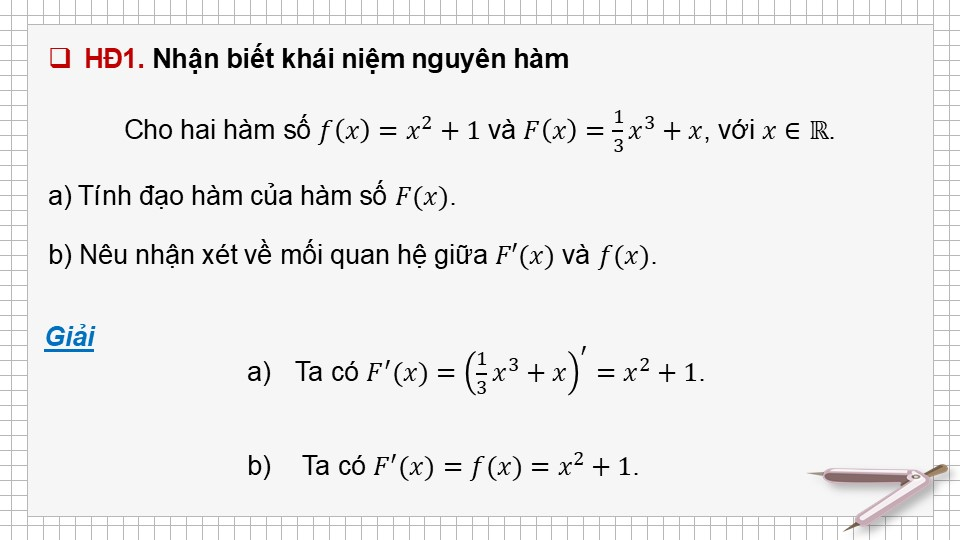 ❑ HĐ1. Nhận biết khái niệm nguyên hàm
Cho hai hàm số 𝑓(𝑥) = 𝑥² + 1 và 𝐹(𝑥) = 1/3 𝑥³ + 𝑥, với 𝑥 ∈ ℝ.
a) Tính đạo hàm của hàm số 𝐹(𝑥).
b) Nêu nhận xét về mối quan hệ giữa 𝐹′(𝑥) và 𝑓(𝑥).
Giải
a) Ta có 𝐹′(𝑥) = (1/3 𝑥³ + 𝑥)′ = 𝑥² + 1.
b) Ta có 𝐹′(𝑥) = 𝑓(𝑥) = 𝑥² + 1.